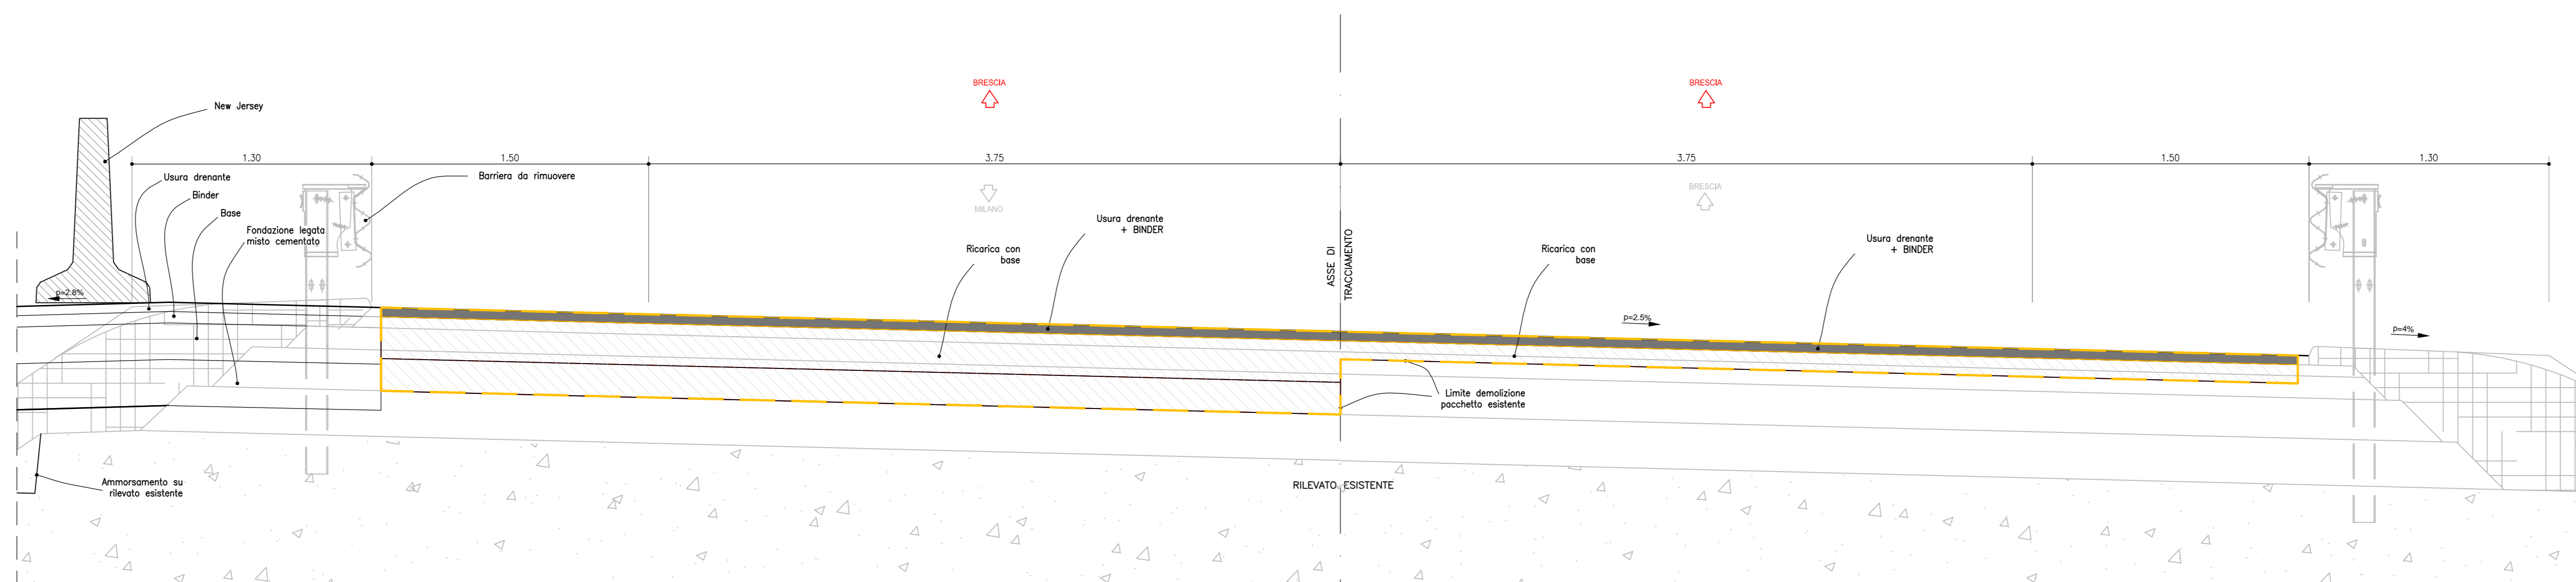 BRESCIA
BRESCIA
New Jersey
1.30
1.50
3.75
3.75
1.50
1.30
Usura drenante
Barriera da rimuovere
Binder
Base
MILANO
BRESCIA
Fondazione legata
misto cementato
Usura drenante
+ BINDER
Ricarica con
base
ASSE DI
TRACCIAMENTO
Ricarica con
base
Usura drenante
+ BINDER
p=2.8%
p=2.5%
p=4%
Limite demolizione
pacchetto esistente
Ammorsamento su
rilevato esistente
RILEVATO ESISTENTE